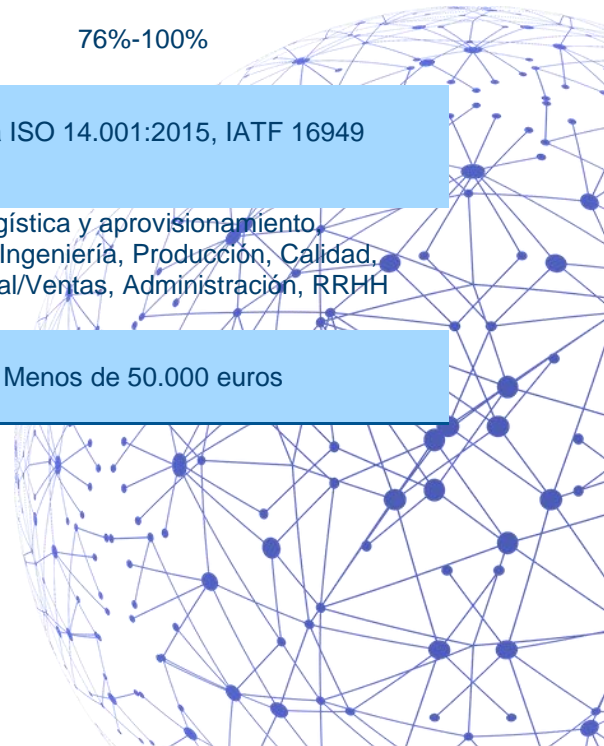 76%-100%
ISO 14.001:2015, IATF 16949
gística y aprovisionamiento,
Ingeniería, Producción, Calidad,
al/Ventas, Administración, RRHH
Menos de 50.000 euros